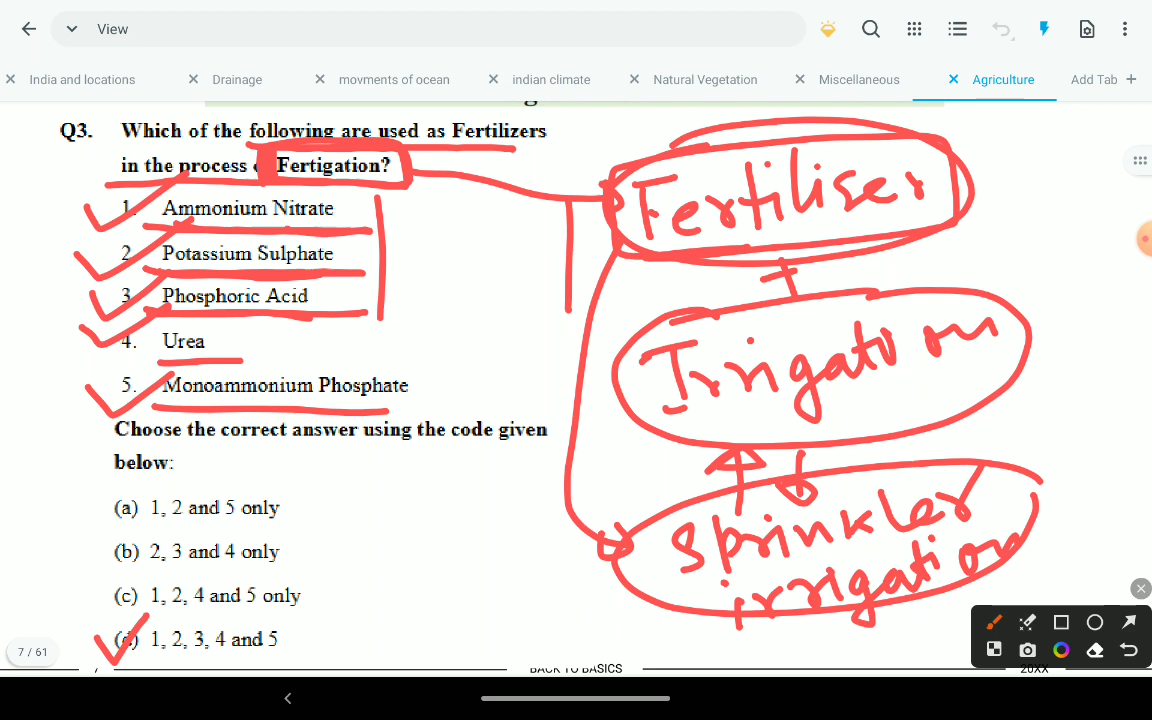 View
India and locations
Drainage
movments of ocean
indian climate
Natural Vegetation
Miscellaneous
Agriculture
Add Tab
Q3. Which of the following are used as Fertilizers
in the process Fertigation?
1. Ammonium Nitrate
2. Potassium Sulphate
3. Phosphoric Acid
4. Urea
5. Monoammonium Phosphate
Choose the correct answer using the code given
below:
(a) 1, 2 and 5 only
(b) 2, 3 and 4 only
(c) 1, 2, 4 and 5 only
(d) 1, 2, 3, 4 and 5
Fertiliser
+
Irrigation
Sprinkler
irrigation
7 / 61
7
BACK TO BASICS
20XX